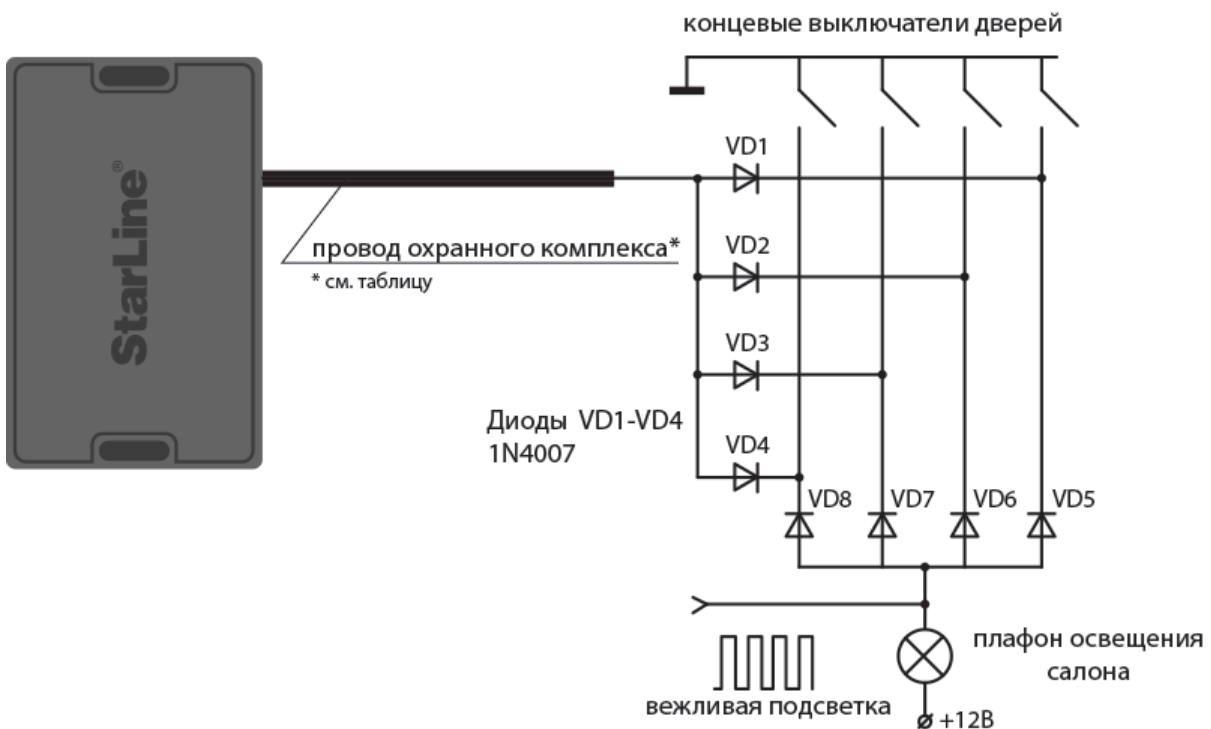 концевые выключатели дверей
StarLine®
VD1
провод охранного комплекса*
* см. таблицу
VD2
VD3
Диоды VD1-VD4
1N4007
VD4
VD8
VD7
VD6
VD5
плафон освещения
салона
вежливая подсветка
+12В